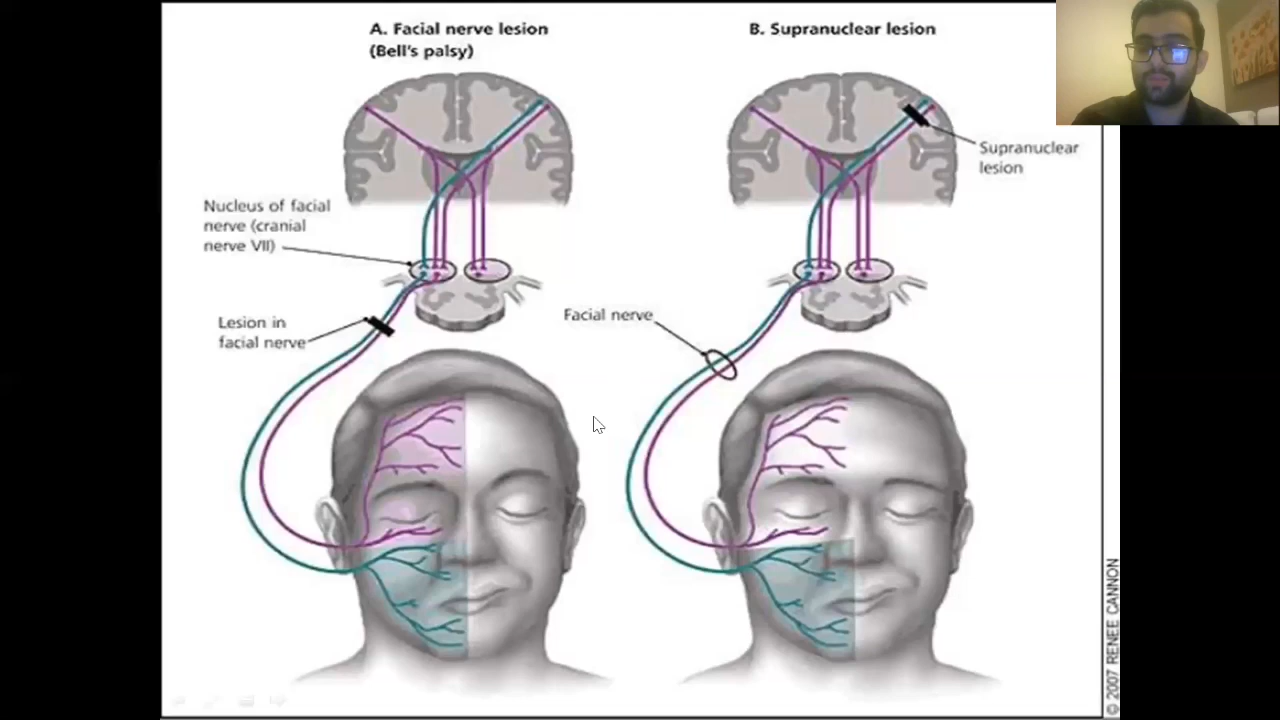 A. Facial nerve lesion
(Bell's palsy)
B. Supranuclear lesion
Supranuclear
lesion
Nucleus of facial
nerve (cranial
nerve VII)
Lesion in
facial nerve
Facial nerve
© 2007 RENEE CANNON